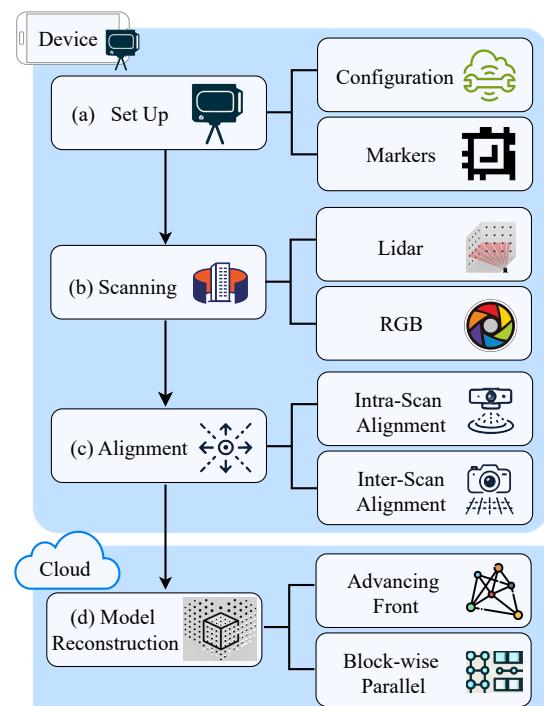 Device
(a) Set Up
Configuration
Markers
(b) Scanning
Lidar
RGB
(c) Alignment
Intra-Scan
Alignment
Inter-Scan
Alignment
Cloud
(d) Model
Reconstruction
Advancing
Front
Block-wise
Parallel